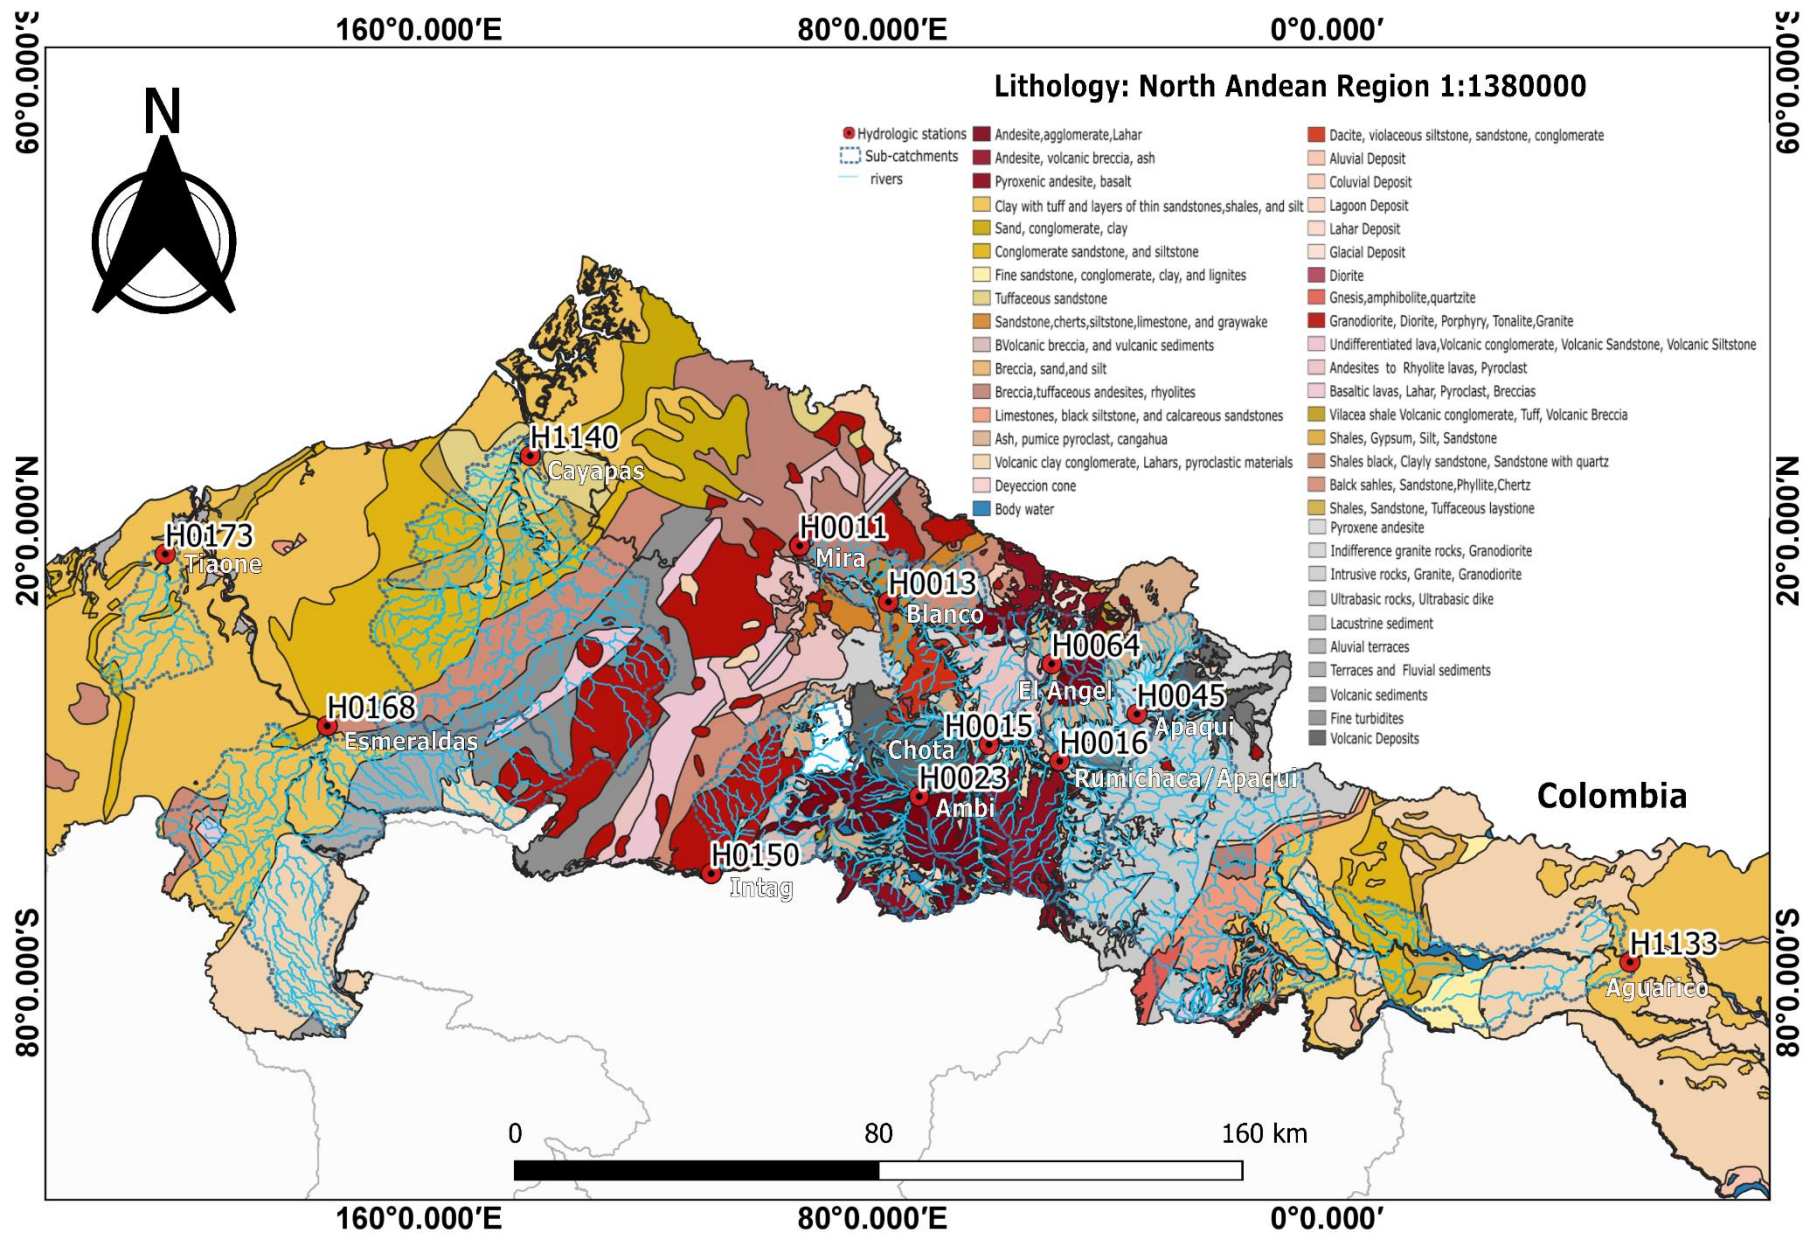 160°0.000′E 80°0.000′E 0°0.000′
60°0.000′S
60°0.000′S
N
Lithology: North Andean Region 1:1380000
Hydrologic stations
Sub-catchments
rivers
Andesite,agglomerate,Lahar
Andesite, volcanic breccia, ash
Pyroxenic andesite, basalt
Clay with tuff and layers of thin sandstones,shales, and silt
Sand, conglomerate, clay
Conglomerate sandstone, and siltstone
Fine sandstone, conglomerate, clay, and lignites
Tuffaceous sandstone
Sandstone,cherts,siltstone,limestone, and graywake
BVolcanic breccia, and vulcanic sediments
Breccia, sand,and silt
Breccia,tuffaceous andesites, rhyolites
Limestones, black siltstone, and calcareous sandstones
Ash, pumice pyroclast, cangahua
Volcanic clay conglomerate, Lahars, pyroclastic materials
Deyeccion cone
Body water
Dacite, violaceous siltstone, sandstone, conglomerate
Aluvial Deposit
Coluvial Deposit
Lagoon Deposit
Lahar Deposit
Glacial Deposit
Diorite
Gnesis,amphibolite,quartzite
Granodiorite, Diorite, Porphyry, Tonalite,Granite
Undifferentiated lava,Volcanic conglomerate, Volcanic Sandstone, Volcanic Siltstone
Andesites to Rhyolite lavas, Pyroclast
Basaltic lavas, Lahar, Pyroclast, Breccias
Vilacea shale Volcanic conglomerate, Tuff, Volcanic Breccia
Shales, Gypsum, Silt, Sandstone
Shales black, Clayly sandstone, Sandstone with quartz
Balck sahles, Sandstone,Phyllite,Chertz
Shales, Sandstone, Tuffaceous laystione
Pyroxene andesite
Indifference granite rocks, Granodiorite
Intrusive rocks, Granite, Granodiorite
Ultrabasic rocks, Ultrabasic dike
Lacustrine sediment
Aluvial terraces
Terraces and Fluvial sediments
Volcanic sediments
Fine turbidites
Volcanic Deposits
20°0.000′N
20°0.000′N
H1140
Cayapas
H0173
Tiaone
H0011
Mira
H0013
Blanco
H0064
El Angel
H0168
Esmeraldas
H0045
Apaqui
H0015
Chota
H0016
Rumichaca/Apaqui
H0023
Ambi
H0150
Intag
Colombia
H1133
Aguarico
80°0.000′S
80°0.000′S
0 80 160 km
160°0.000′E 80°0.000′E 0°0.000′